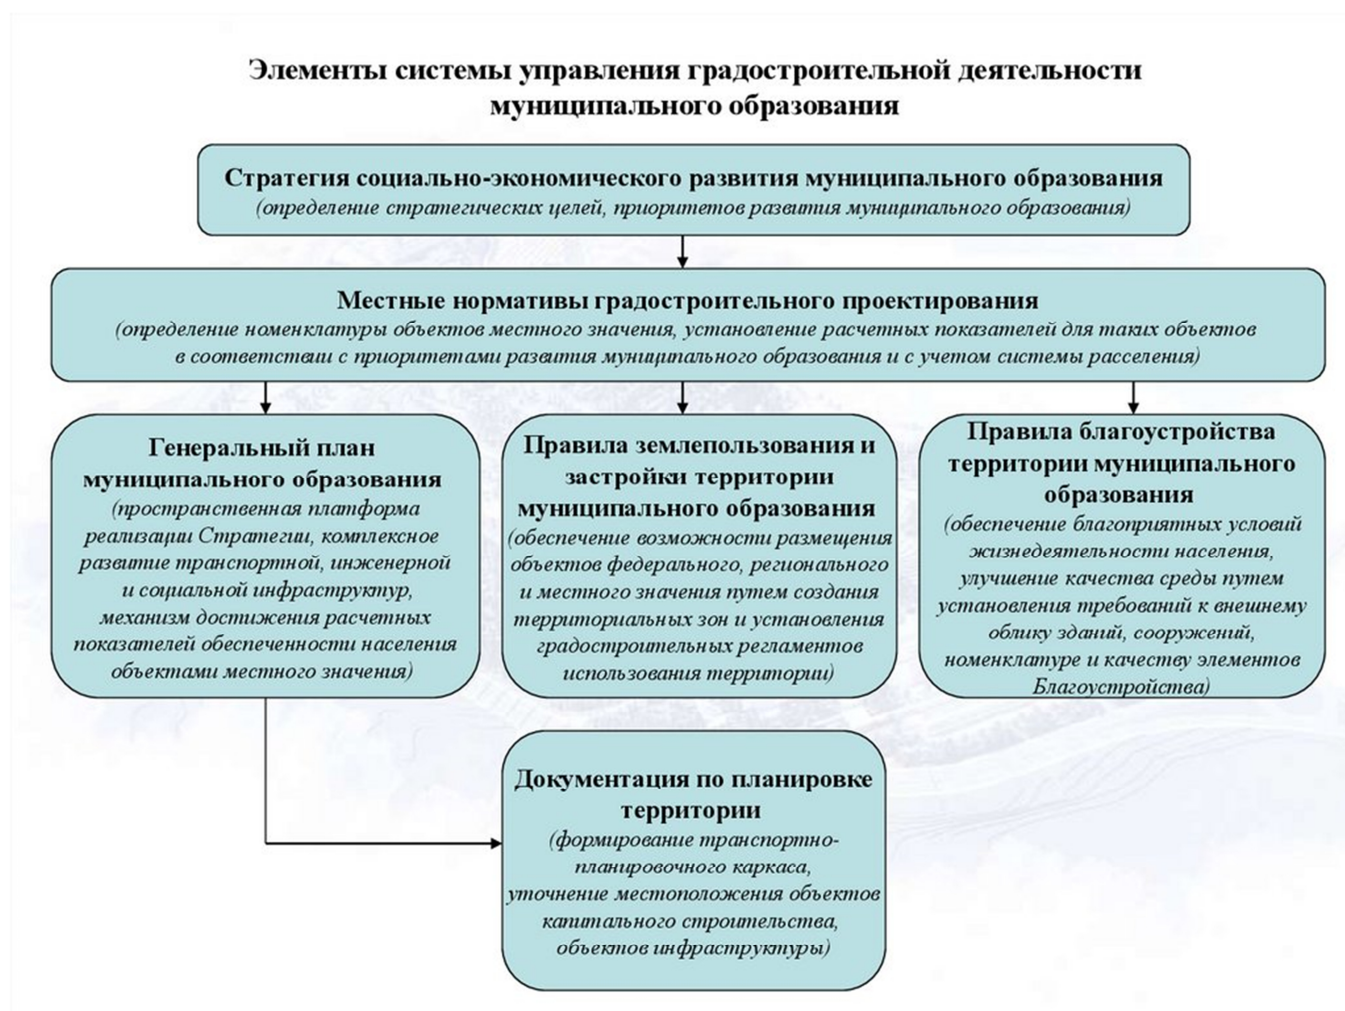 Элементы системы управления градостроительной деятельности
муниципального образования
Стратегия социально-экономического развития муниципального образования
(определение стратегических целей, приоритетов развития муниципального образования)
Местные нормативы градостроительного проектирования
(определение номенклатуры объектов местного значения, установление расчетных показателей для таких объектов
в соответствии с приоритетами развития муниципального образования и с учетом системы расселения)
Генеральный план
муниципального образования
(пространственная платформа
реализации Стратегии, комплексное
развитие транспортной, инженерной
и социальной инфраструктур,
механизм достижения расчетных
показателей обеспеченности населения
объектами местного значения)
Правила землепользования и
застройки территории
муниципального образования
(обеспечение возможности размещения
объектов федерального, регионального
и местного значения путем создания
территориальных зон и установления
градостроительных регламентов
использования территории)
Правила благоустройства
территории муниципального
образования
(обеспечение благоприятных условий
жизнедеятельности населения,
улучшение качества среды путем
установления требований к внешнему
облику зданий, сооружений,
номенклатуре и качеству элементов
Благоустройства)
Документация по планировке
территории
(формирование транспортно-
планировочного каркаса,
уточнение местоположения объектов
капитального строительства,
объектов инфраструктуры)